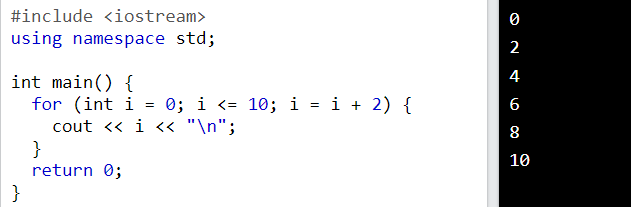 #include <iostream>
using namespace std;
int main() {
  for (int i = 0; i <= 10; i = i + 2) {
    cout << i << "\n";
  }
  return 0;
}
0
2
4
6
8
10